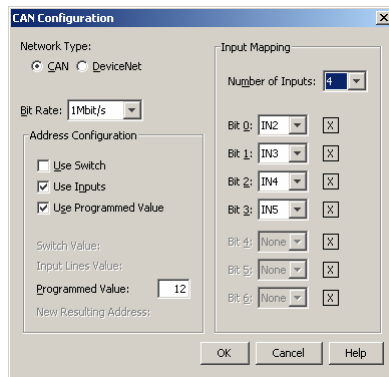 CAN Configuration
Network Type:
CAN DeviceNet
Bit Rate: 1Mbit/s
Address Configuration
Use Switch
Use Inputs
Use Programmed Value
Switch Value:
Input Lines Value:
Programmed Value: 12
New Resulting Address:
Input Mapping
Number of Inputs: 4
Bit 0: IN2 X
Bit 1: IN3 X
Bit 2: IN4 X
Bit 3: IN5 X
Bit 4: None X
Bit 5: None X
Bit 6: None X
OK Cancel Help